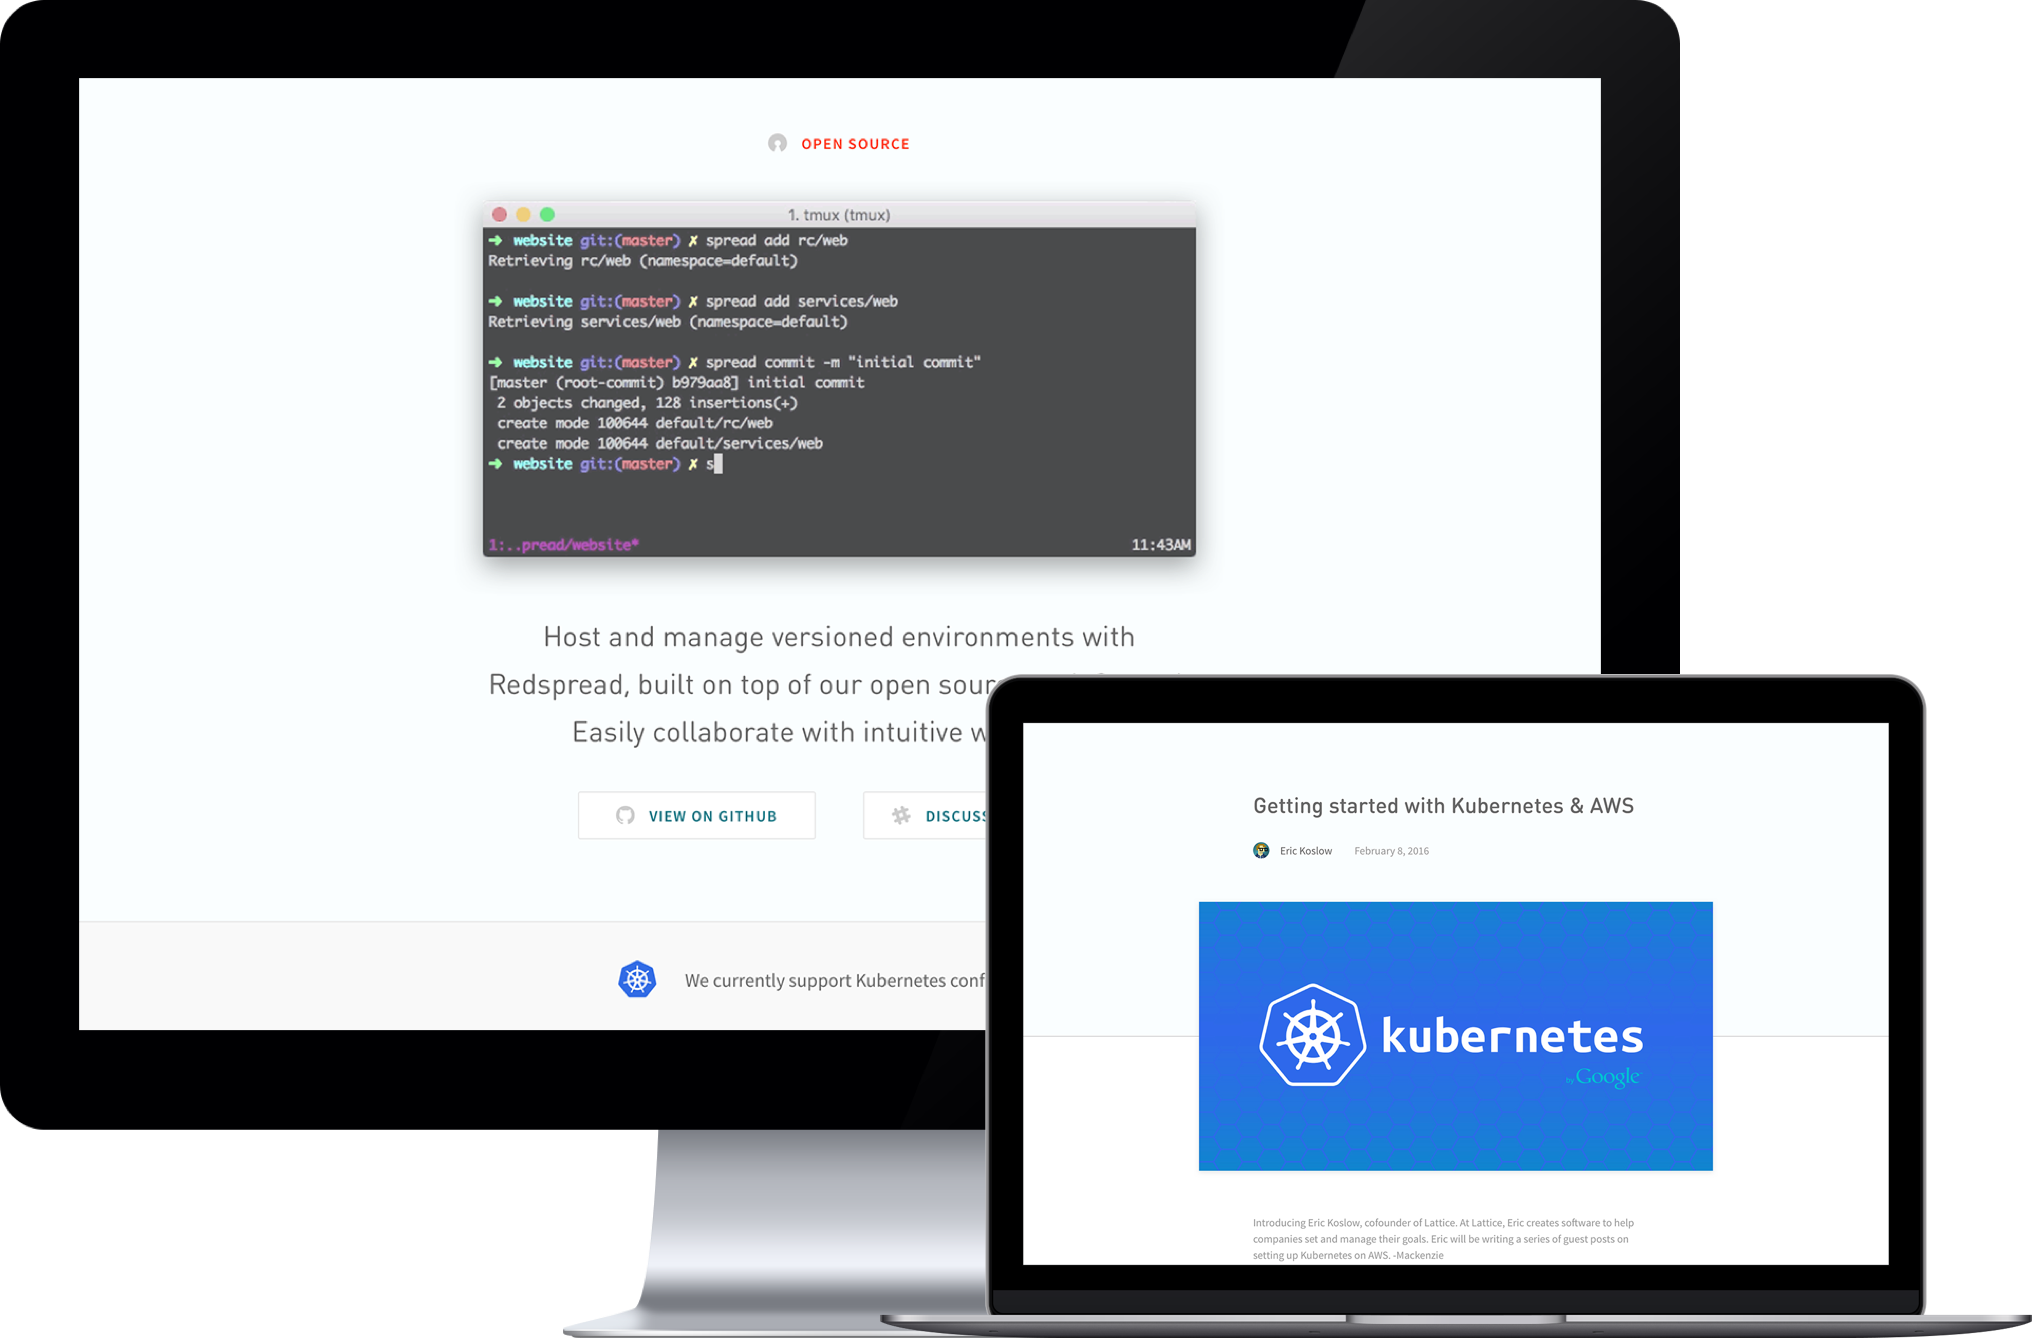 OPEN SOURCE
1. tmux (tmux)
➜ website git:(master) ✗ spread add rc/web
Retrieving rc/web (namespace=default)
➜ website git:(master) ✗ spread add services/web
Retrieving services/web (namespace=default)
➜ website git:(master) ✗ spread commit -m "initial commit"
[master (root-commit) b979aa8] initial commit
2 objects changed, 128 insertions(+)
create mode 100644 default/rc/web
create mode 100644 default/services/web
➜ website git:(master) ✗ s
1:..pread/website* 11:43AM
Host and manage versioned environments with
Redspread, built on top of our open sour
Easily collaborate with intuitive w
VIEW ON GITHUB
DISCUSS
We currently support Kubernetes conf
Getting started with Kubernetes & AWS
Eric Koslow February 8, 2016
kubernetes
by Google
Introducing Eric Koslow, cofounder of Lattice. At Lattice, Eric creates software to help
companies set and manage their goals. Eric will be writing a series of guest posts on
setting up Kubernetes on AWS. -Mackenzie